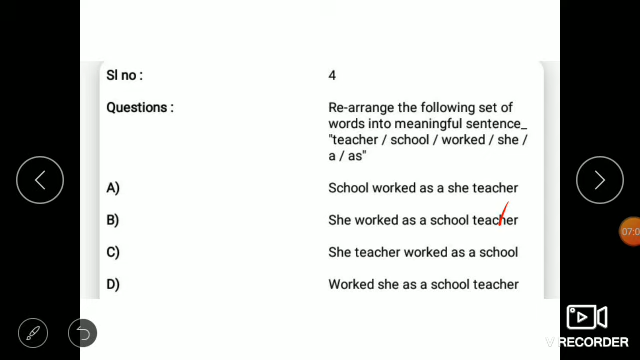 Sl no : 4
Questions : Re-arrange the following set of
words into meaningful sentence_
"teacher / school / worked / she /
a / as"
A) School worked as a she teacher
B) She worked as a school teacher
C) She teacher worked as a school
D) Worked she as a school teacher
07:0
V RECORDER